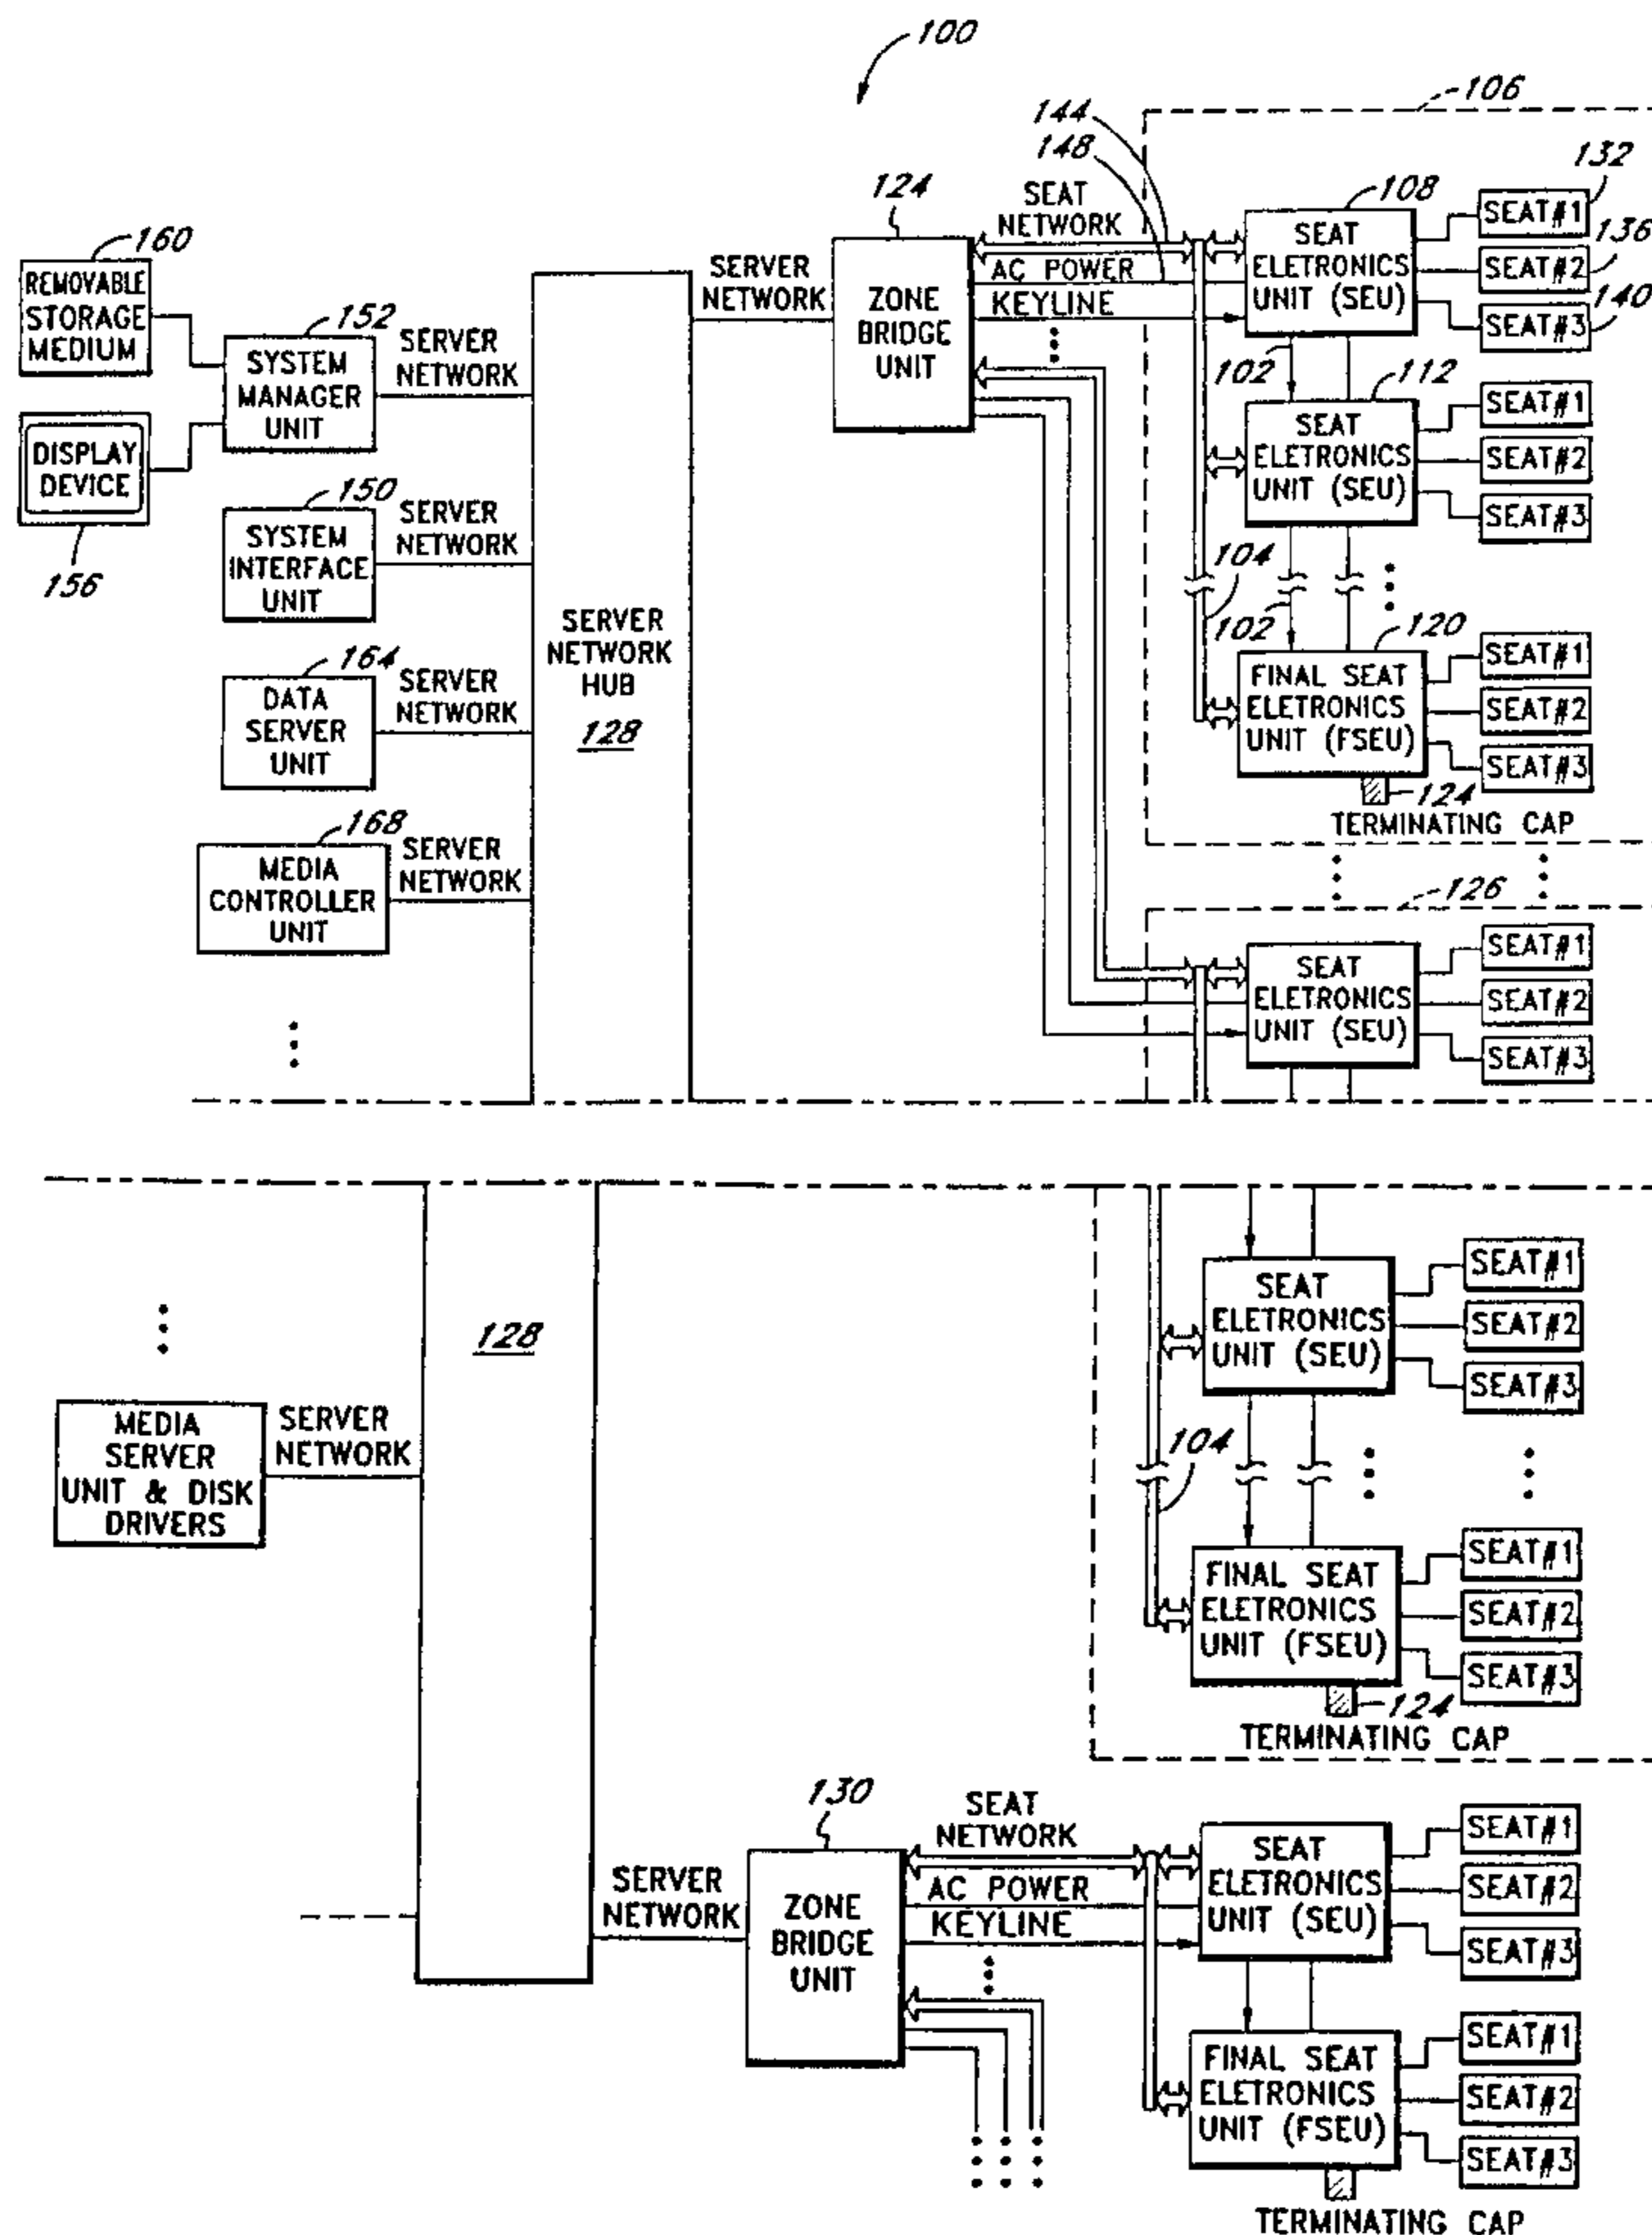 100
106
144
148
132
124
SEAT
NETWORK
108
SEAT#1
136
160
SERVER
NETWORK
AC POWER
SEAT
ELETRONICS
UNIT (SEU)
SEAT#2
140
REMOVABLE
STORAGE
MEDIUM
152
ZONE
BRIDGE
UNIT
KEYLINE
SEAT#3
SYSTEM
MANAGER
UNIT
SERVER
NETWORK
102
112
SEAT#1
DISPLAY
DEVICE
SEAT
ELETRONICS
UNIT (SEU)
SEAT#2
150
SERVER
NETWORK
SEAT#3
156
SYSTEM
INTERFACE
UNIT
104
SERVER
NETWORK
HUB
128
102
120
SEAT#1
164
SERVER
NETWORK
FINAL SEAT
ELETRONICS
UNIT (FSEU)
SEAT#2
DATA
SERVER
UNIT
SEAT#3
124
168
TERMINATING CAP
SERVER
NETWORK
MEDIA
CONTROLLER
UNIT
126
SEAT#1
SEAT
ELETRONICS
UNIT (SEU)
SEAT#2
SEAT#3
SEAT#1
128
SEAT
ELETRONICS
UNIT (SEU)
SEAT#2
SEAT#3
MEDIA
SERVER
UNIT & DISK
DRIVERS
SERVER
NETWORK
104
SEAT#1
FINAL SEAT
ELETRONICS
UNIT (FSEU)
SEAT#2
SEAT#3
124
TERMINATING CAP
130
SEAT
NETWORK
SEAT#1
SERVER
NETWORK
AC POWER
SEAT
ELETRONICS
UNIT (SEU)
SEAT#2
ZONE
BRIDGE
UNIT
KEYLINE
SEAT#3
SEAT#1
FINAL SEAT
ELETRONICS
UNIT (FSEU)
SEAT#2
SEAT#3
TERMINATING CAP